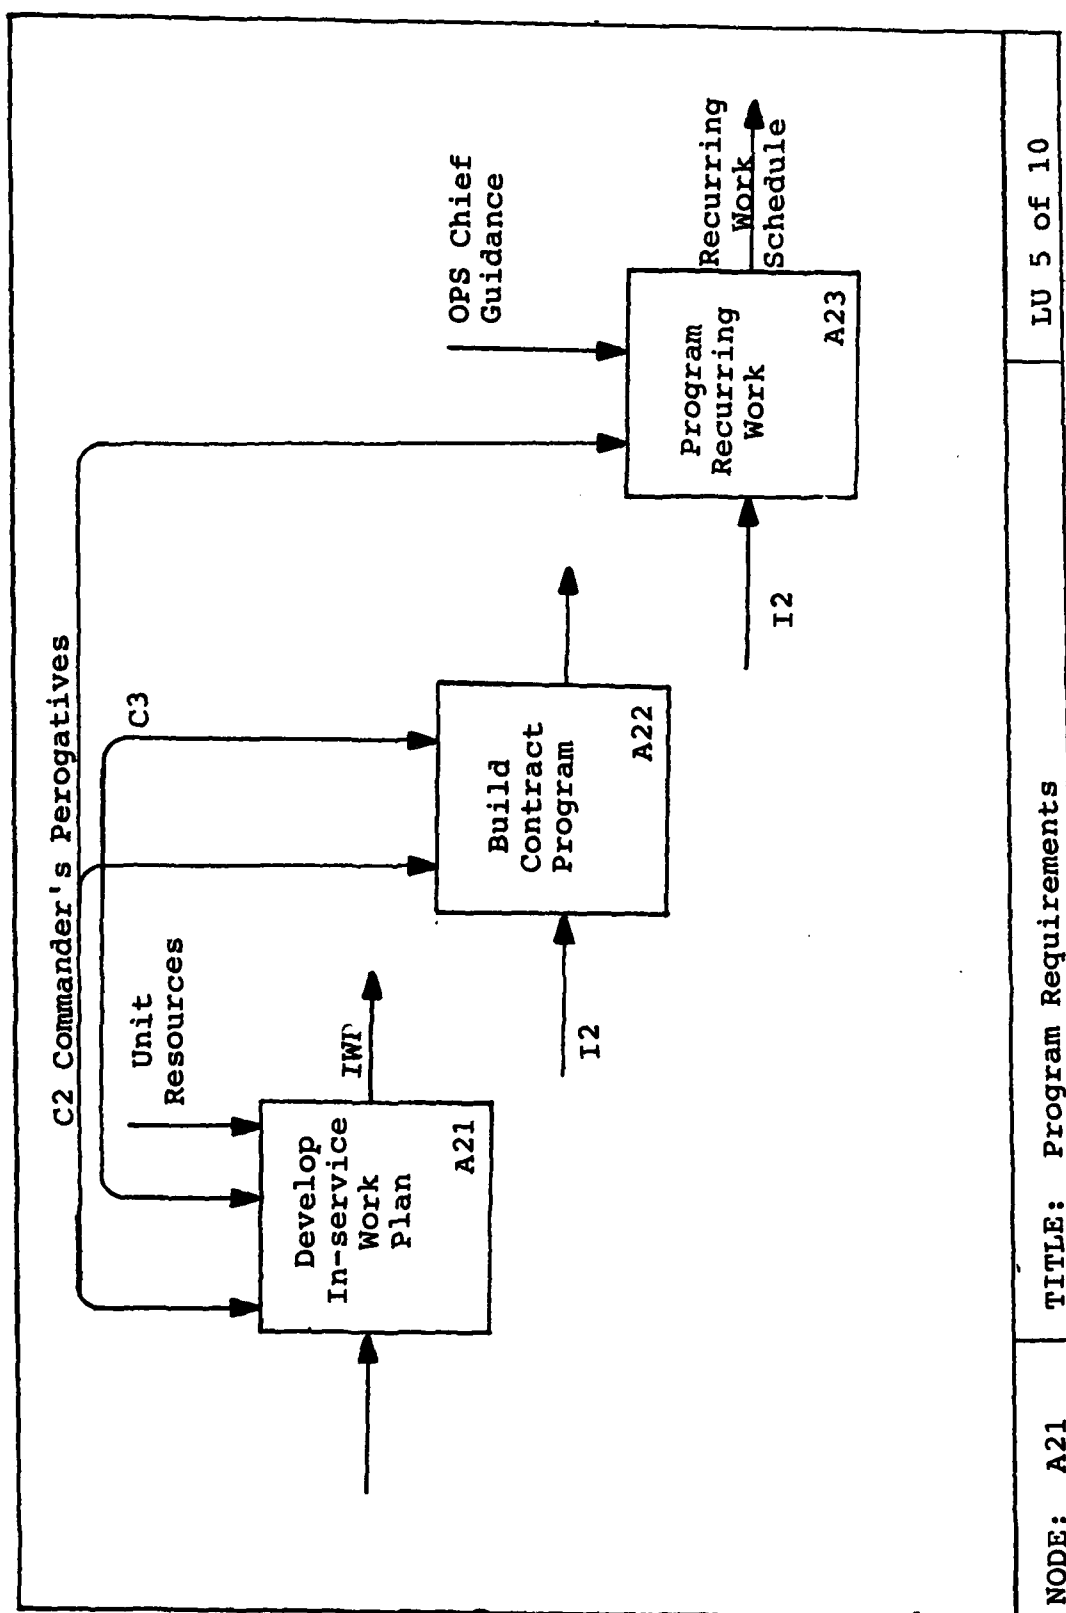 C2 Commander's Perogatives
C3
Unit
Resources
OPS Chief
Guidance
Develop
In-service
Work
Plan
A21
IWP
Build
Contract
Program
A22
I2
Program
Recurring
Work
A23
I2
Recurring
Work
Schedule
NODE: A21
TITLE: Program Requirements
LU 5 of 10